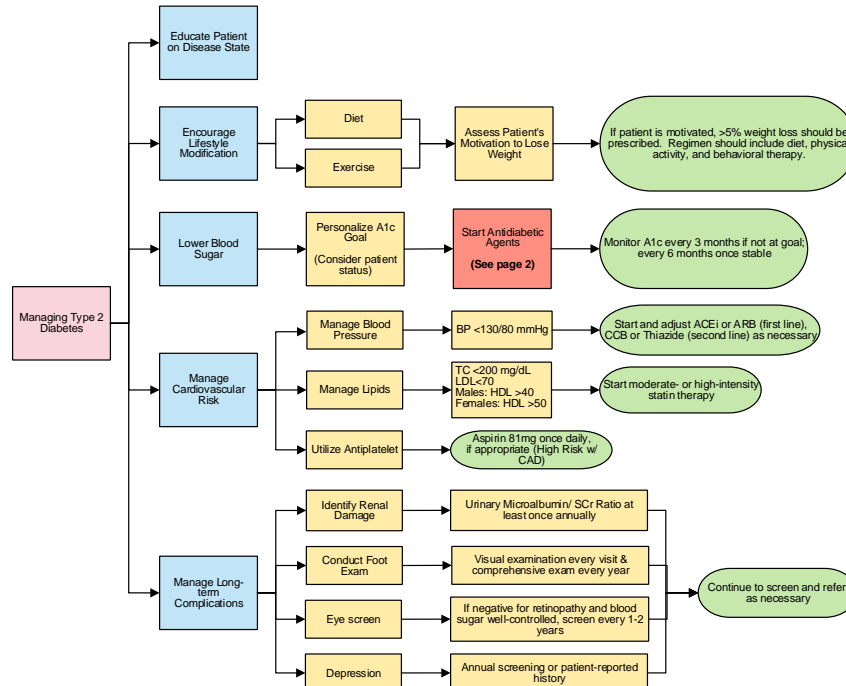 Educate Patient
on Disease State
Encourage
Lifestyle
Modification
Diet
Exercise
Assess Patient's
Motivation to Lose
Weight
If patient is motivated, >5% weight loss should be
prescribed. Regimen should include diet, physical
activity, and behavioral therapy.
Lower Blood
Sugar
Personalize A1c
Goal
(Consider patient
status)
Start Antidiabetic
Agents
(See page 2)
Monitor A1c every 3 months if not at goal;
every 6 months once stable
Managing Type 2
Diabetes
Manage
Cardiovascular
Risk
Manage Blood
Pressure
BP <130/80 mmHg
Start and adjust ACEi or ARB (first line),
CCB or Thiazide (second line) as necessary
Manage Lipids
TC <200 mg/dL
LDL<70
Males: HDL >40
Females: HDL >50
Start moderate- or high-intensity
statin therapy
Utilize Antiplatelet
Aspirin 81mg once daily,
if appropriate (High Risk w/
CAD)
Manage Long-
term
Complications
Identify Renal
Damage
Urinary Microalbumin/ SCr Ratio at
least once annually
Conduct Foot
Exam
Visual examination every visit &
comprehensive exam every year
Eye screen
If negative for retinopathy and blood
sugar well-controlled, screen every 1-2
years
Depression
Annual screening or patient-reported
history
Continue to screen and refer
as necessary